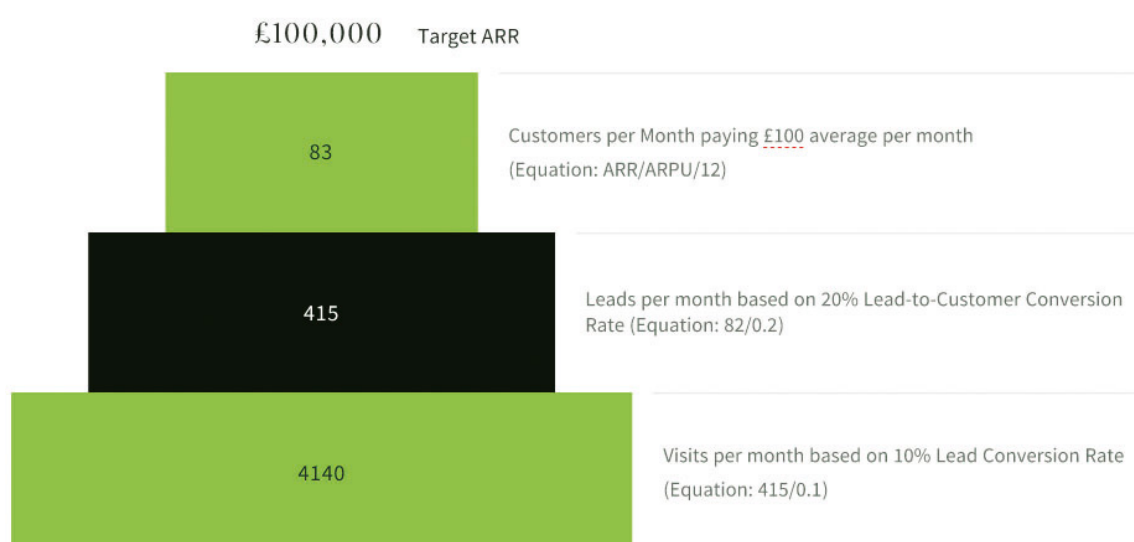 £100,000 Target ARR
83
Customers per Month paying £100 average per month
(Equation: ARR/ARPU/12)
415
Leads per month based on 20% Lead-to-Customer Conversion
Rate (Equation: 82/0.2)
4140
Visits per month based on 10% Lead Conversion Rate
(Equation: 415/0.1)